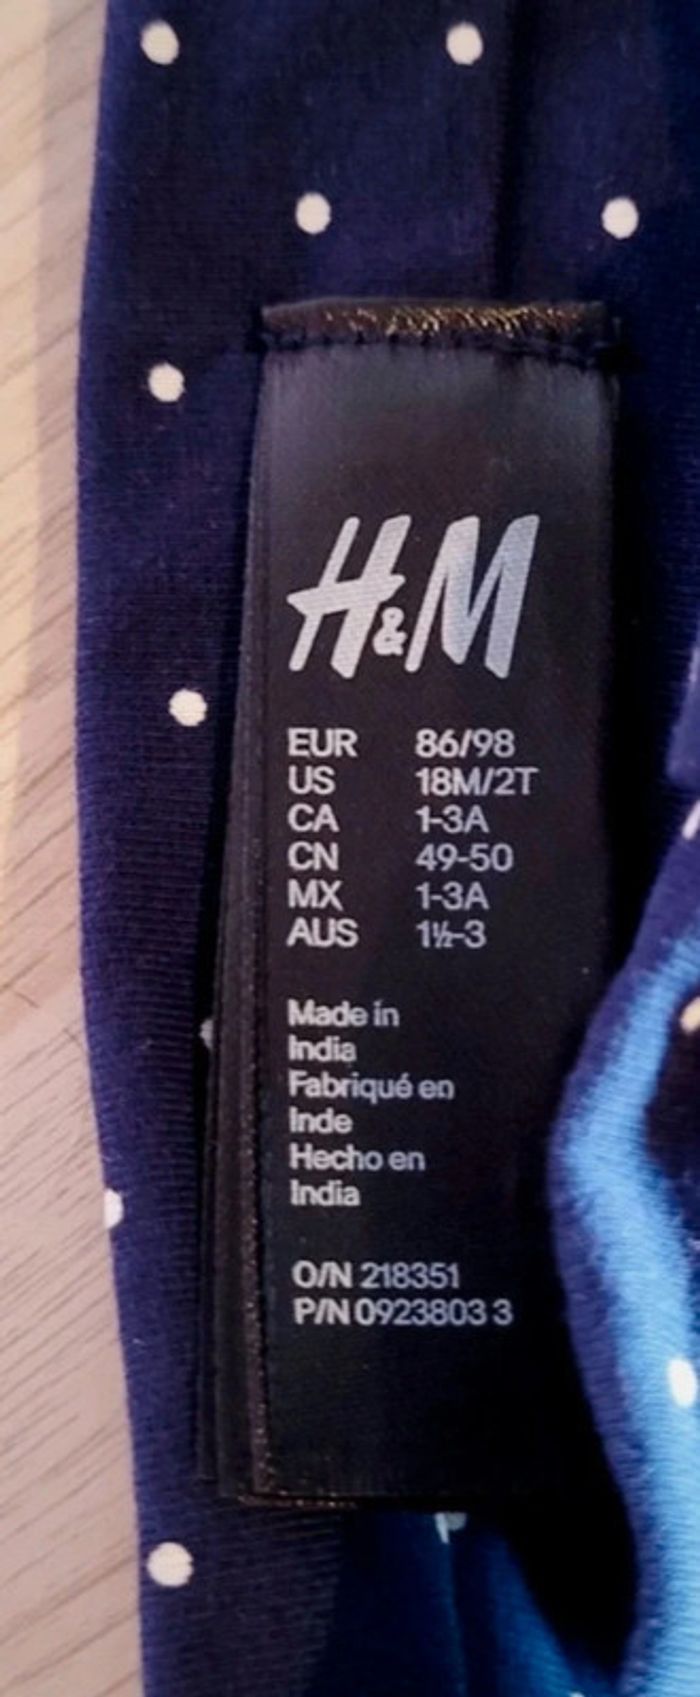 H&M
EUR 86/98
US 18M/2T
CA 1-3A
CN 49-50
MX 1-3A
AUS 1½-3
Made in
India
Fabriqué en
Inde
Hecho en
India
O/N 218351
P/N 0923803 3